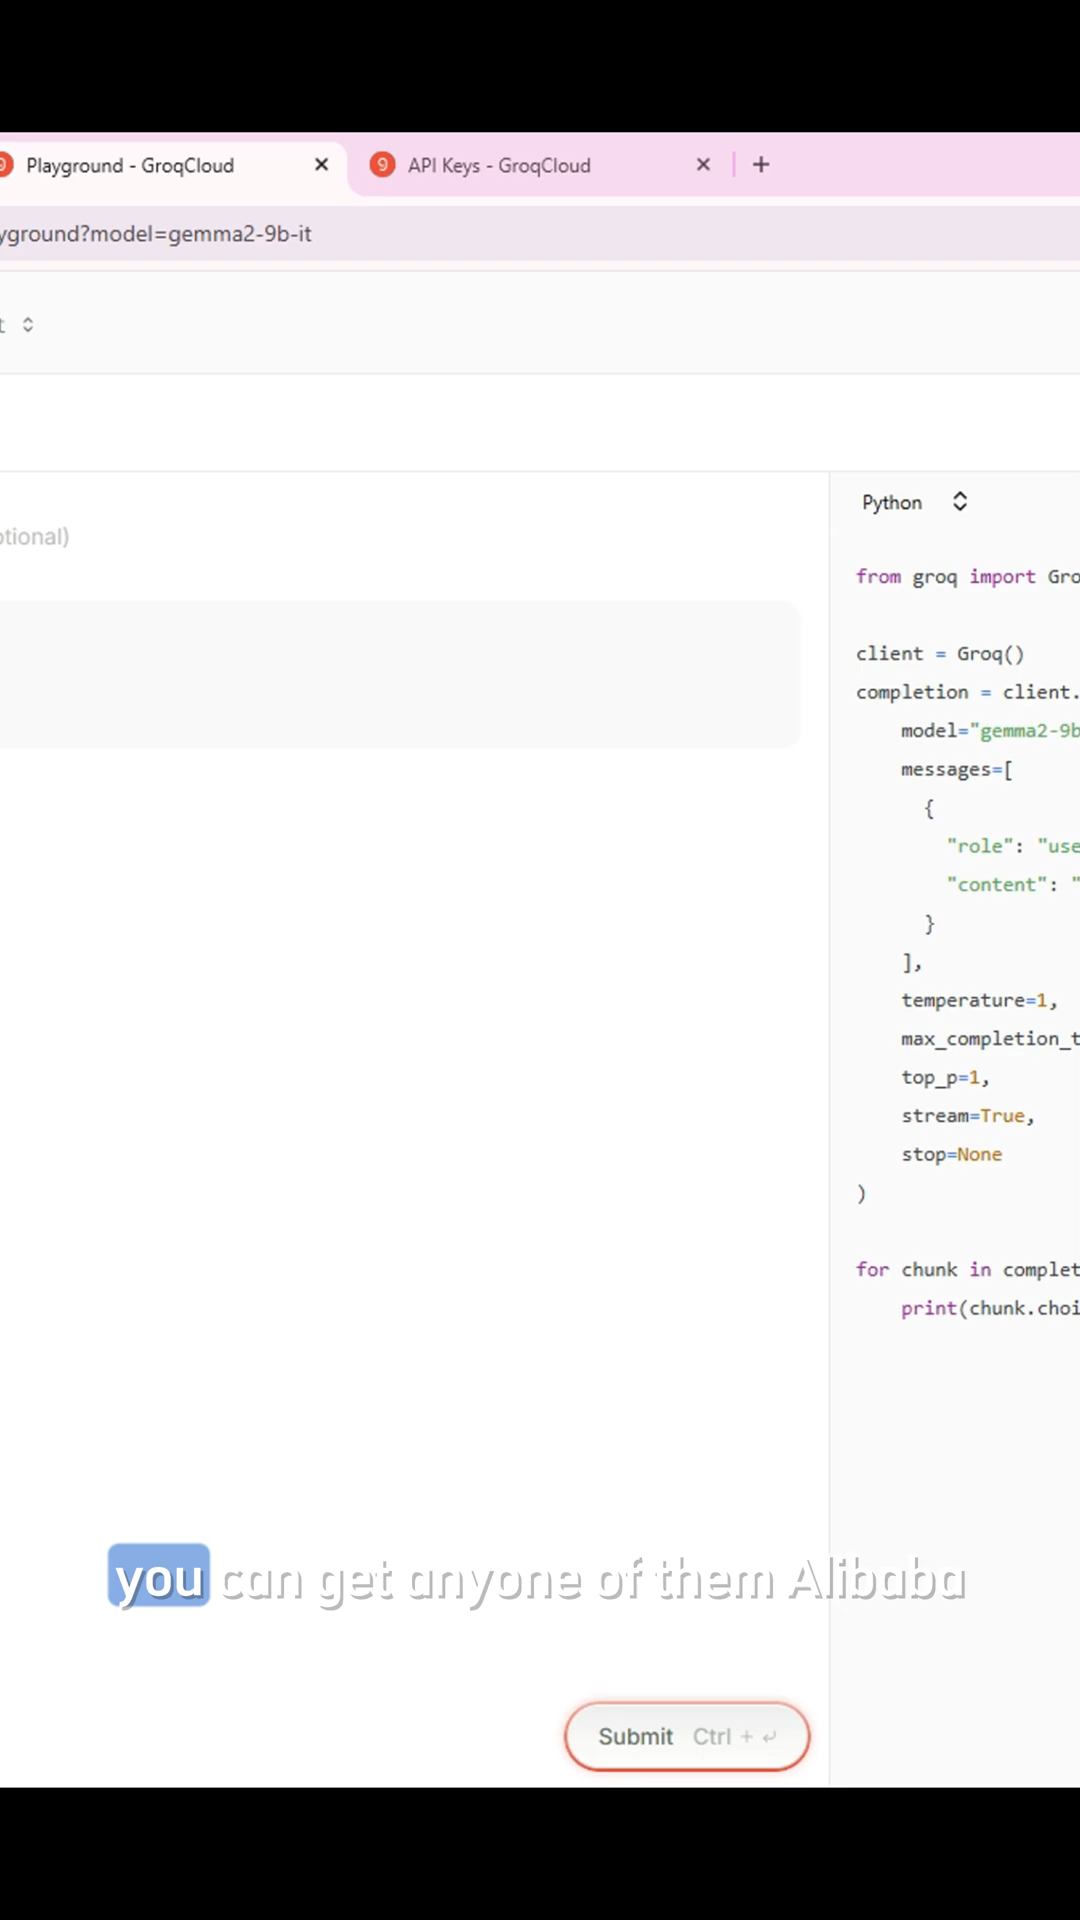 Playground - GroqCloud
9 API Keys - GroqCloud
yground?model=gemma2-9b-it
t
Python
otional)
from groq import Gro
client = Groq()
completion = client.
model="gemma2-9b
messages=[
{
"role": "use
"content": "
}
],
temperature=1,
max_completion_t
top_p=1,
stream=True,
stop=None
)
for chunk in complet
print(chunk.choi
you can get anyone of them Alibaba
Submit Ctrl + ↵